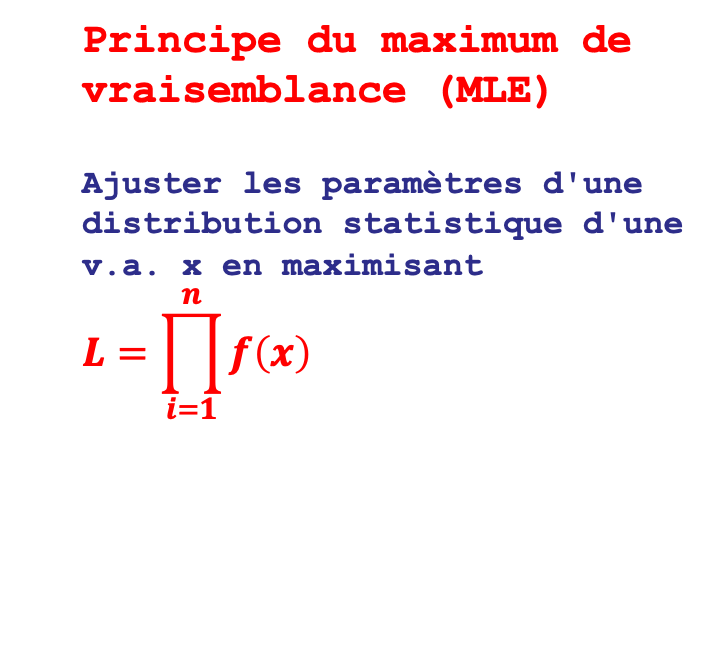 Principe du maximum de
vraisemblance (MLE)
Ajuster les paramètres d'une
distribution statistique d'une
v.a. x en maximisant
n
L = ∏ f(x)
i=1